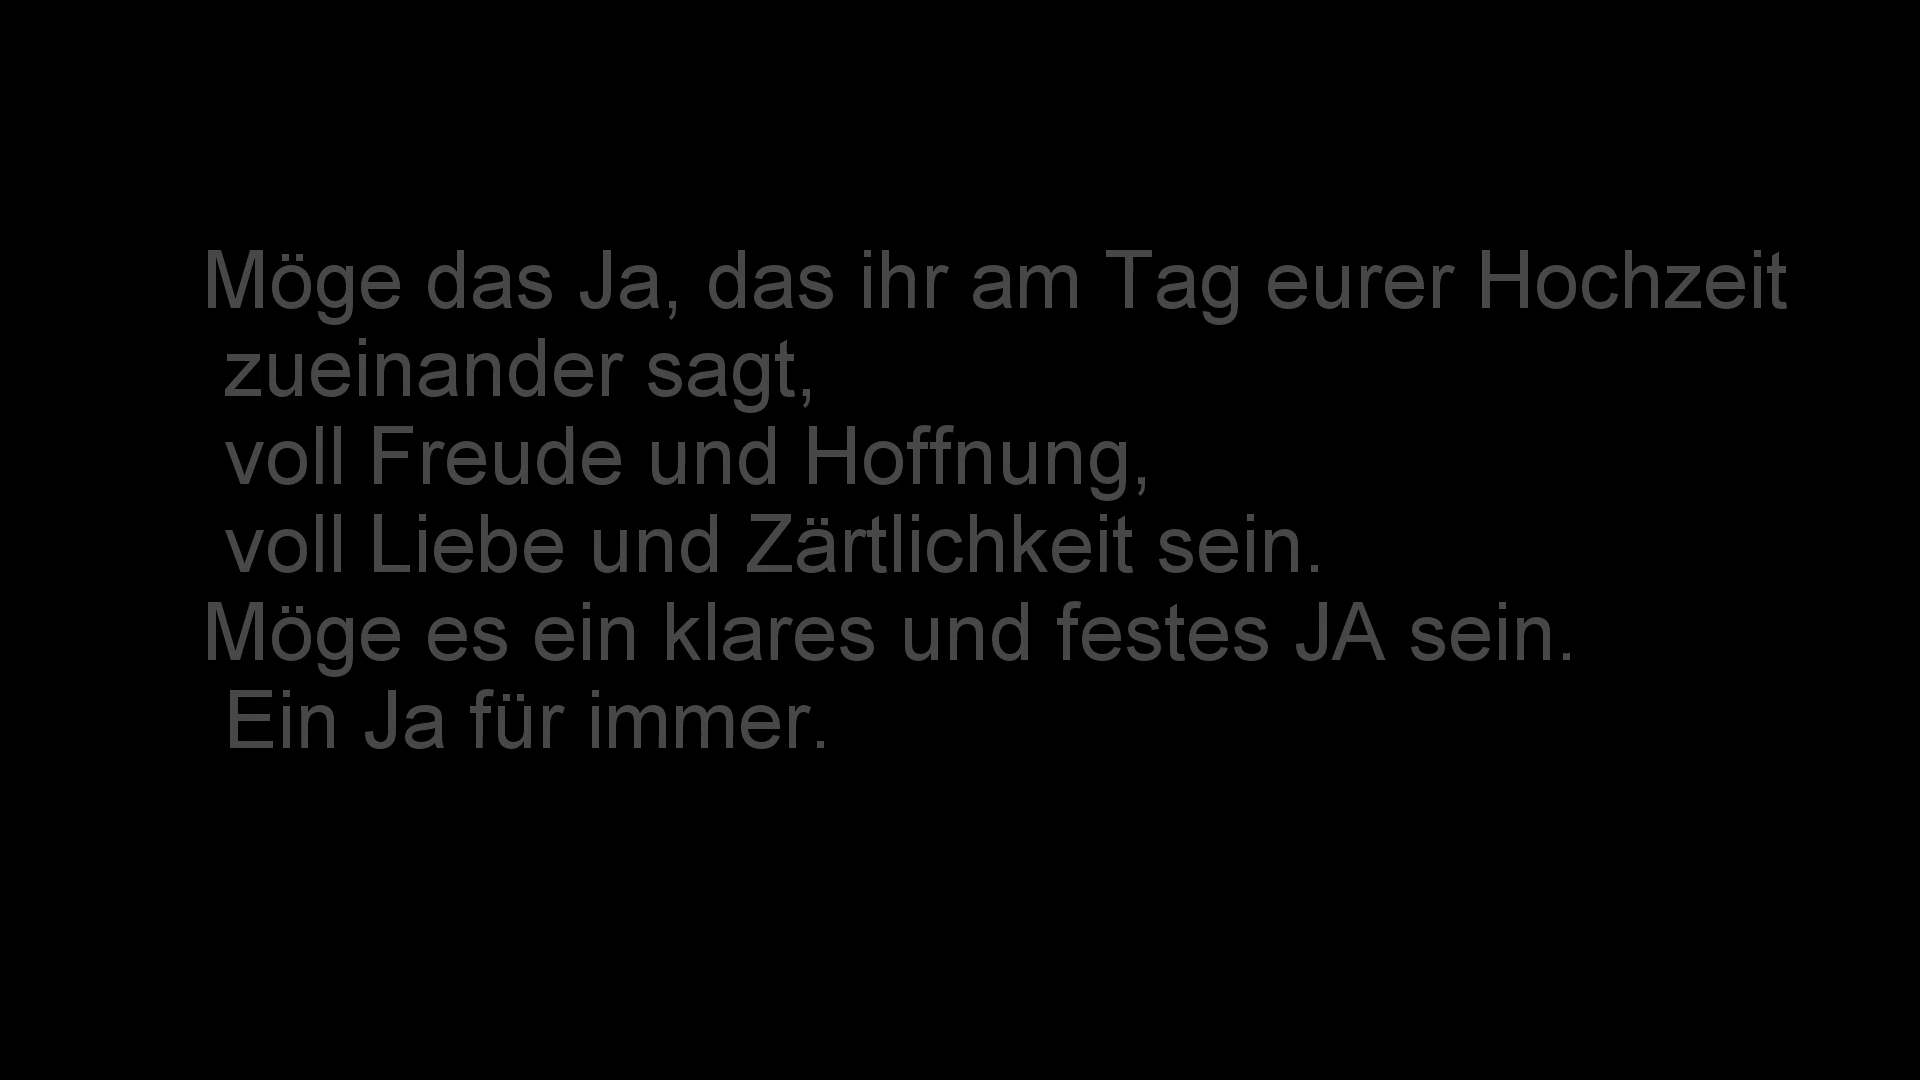 Möge das Ja, das ihr am Tag eurer Hochzeit
zueinander sagt,
voll Freude und Hoffnung,
voll Liebe und Zärtlichkeit sein.
Möge es ein klares und festes JA sein.
Ein Ja für immer.